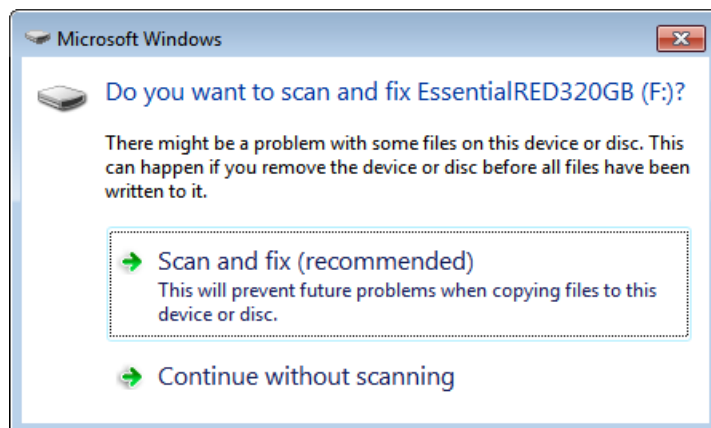 Microsoft Windows
Do you want to scan and fix EssentialRED320GB (F:)?
There might be a problem with some files on this device or disc. This
can happen if you remove the device or disc before all files have been
written to it.
Scan and fix (recommended)
This will prevent future problems when copying files to this
device or disc.
Continue without scanning